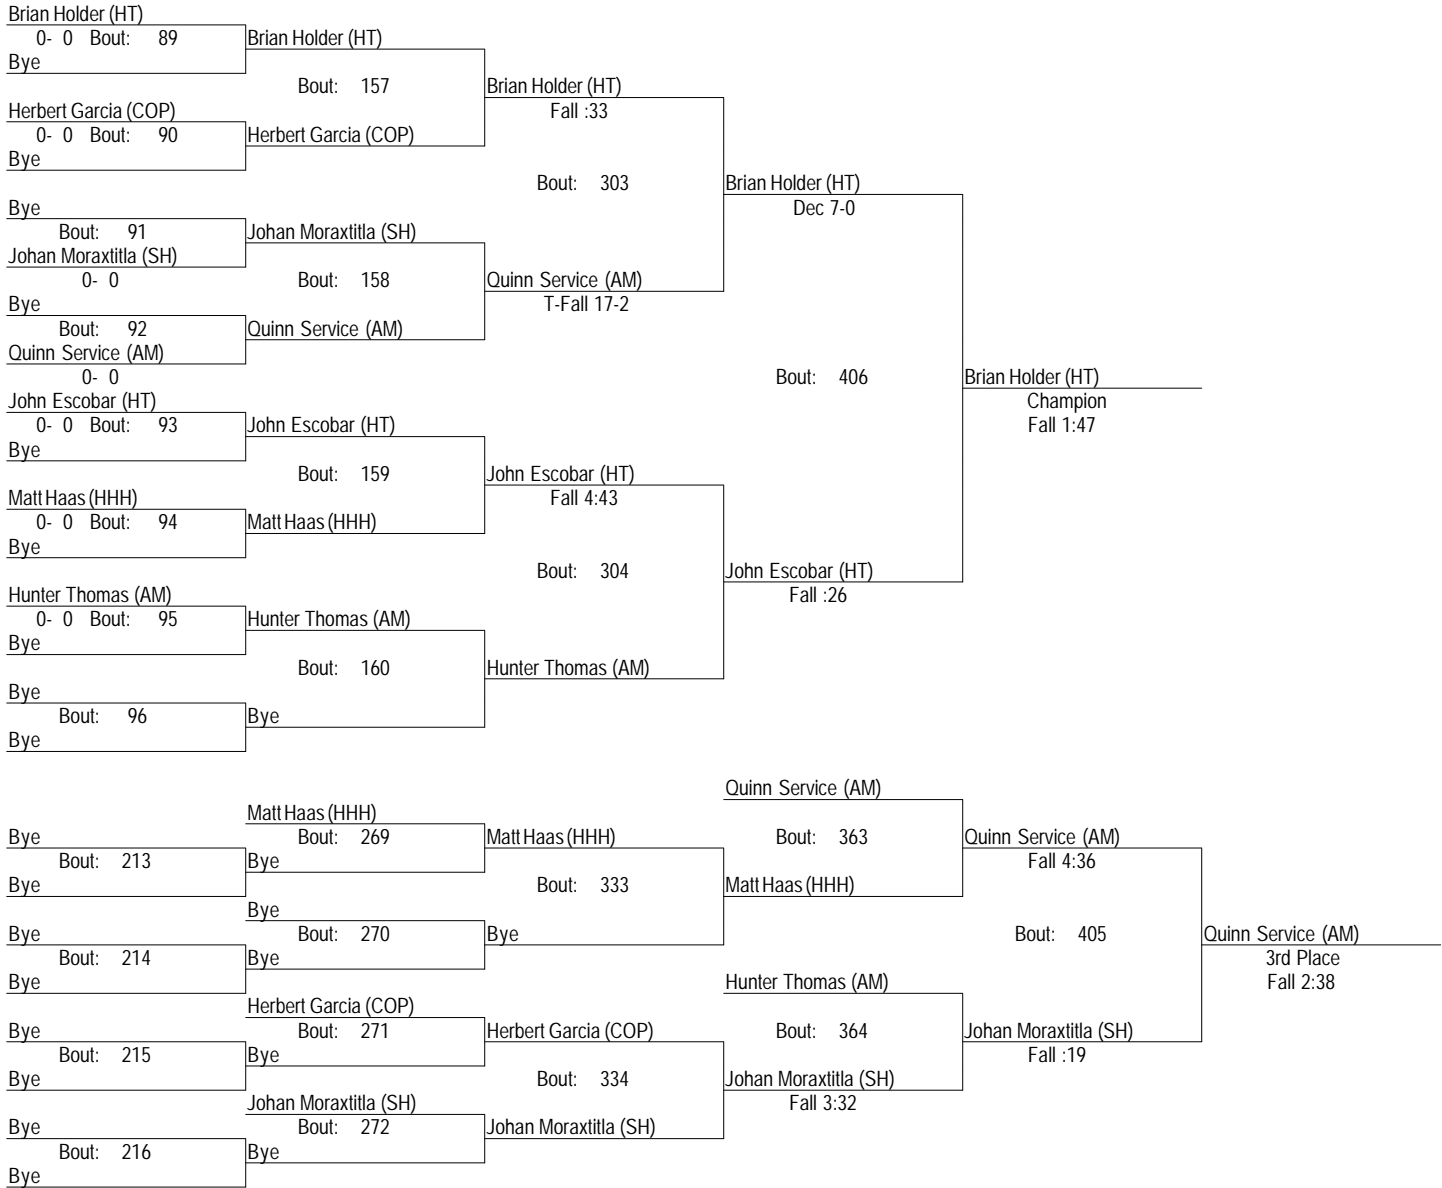 Brian Holder (HT)
0- 0 Bout: 89
Brian Holder (HT)
Bye
Bout: 157
Brian Holder (HT)
Herbert Garcia (COP)
Fall :33
0- 0 Bout: 90
Herbert Garcia (COP)
Bye
Bout: 303
Brian Holder (HT)
Bye
Dec 7-0
Bout: 91
Johan Moraxtitla (SH)
Johan Moraxtitla (SH)
0- 0
Bout: 158
Quinn Service (AM)
Bye
T-Fall 17-2
Bout: 92
Quinn Service (AM)
Quinn Service (AM)
0- 0
Bout: 406
Brian Holder (HT)
John Escobar (HT)
Champion
0- 0 Bout: 93
John Escobar (HT)
Fall 1:47
Bye
Bout: 159
John Escobar (HT)
Matt Haas (HHH)
Fall 4:43
0- 0 Bout: 94
Matt Haas (HHH)
Bye
Bout: 304
John Escobar (HT)
Hunter Thomas (AM)
Fall :26
0- 0 Bout: 95
Hunter Thomas (AM)
Bye
Bout: 160
Hunter Thomas (AM)
Bye
Bout: 96
Bye
Bye
Quinn Service (AM)
Matt Haas (HHH)
Bye
Bout: 269
Matt Haas (HHH)
Bout: 363
Quinn Service (AM)
Bout: 213
Bye
Fall 4:36
Bye
Bout: 333
Matt Haas (HHH)
Bye
Bye
Bout: 270
Bye
Bout: 405
Quinn Service (AM)
Bout: 214
Bye
3rd Place
Bye
Hunter Thomas (AM)
Fall 2:38
Herbert Garcia (COP)
Bye
Bout: 271
Herbert Garcia (COP)
Bout: 364
Johan Moraxtitla (SH)
Bout: 215
Bye
Fall :19
Bye
Bout: 334
Johan Moraxtitla (SH)
Johan Moraxtitla (SH)
Fall 3:32
Bye
Bout: 272
Johan Moraxtitla (SH)
Bout: 216
Bye
Bye